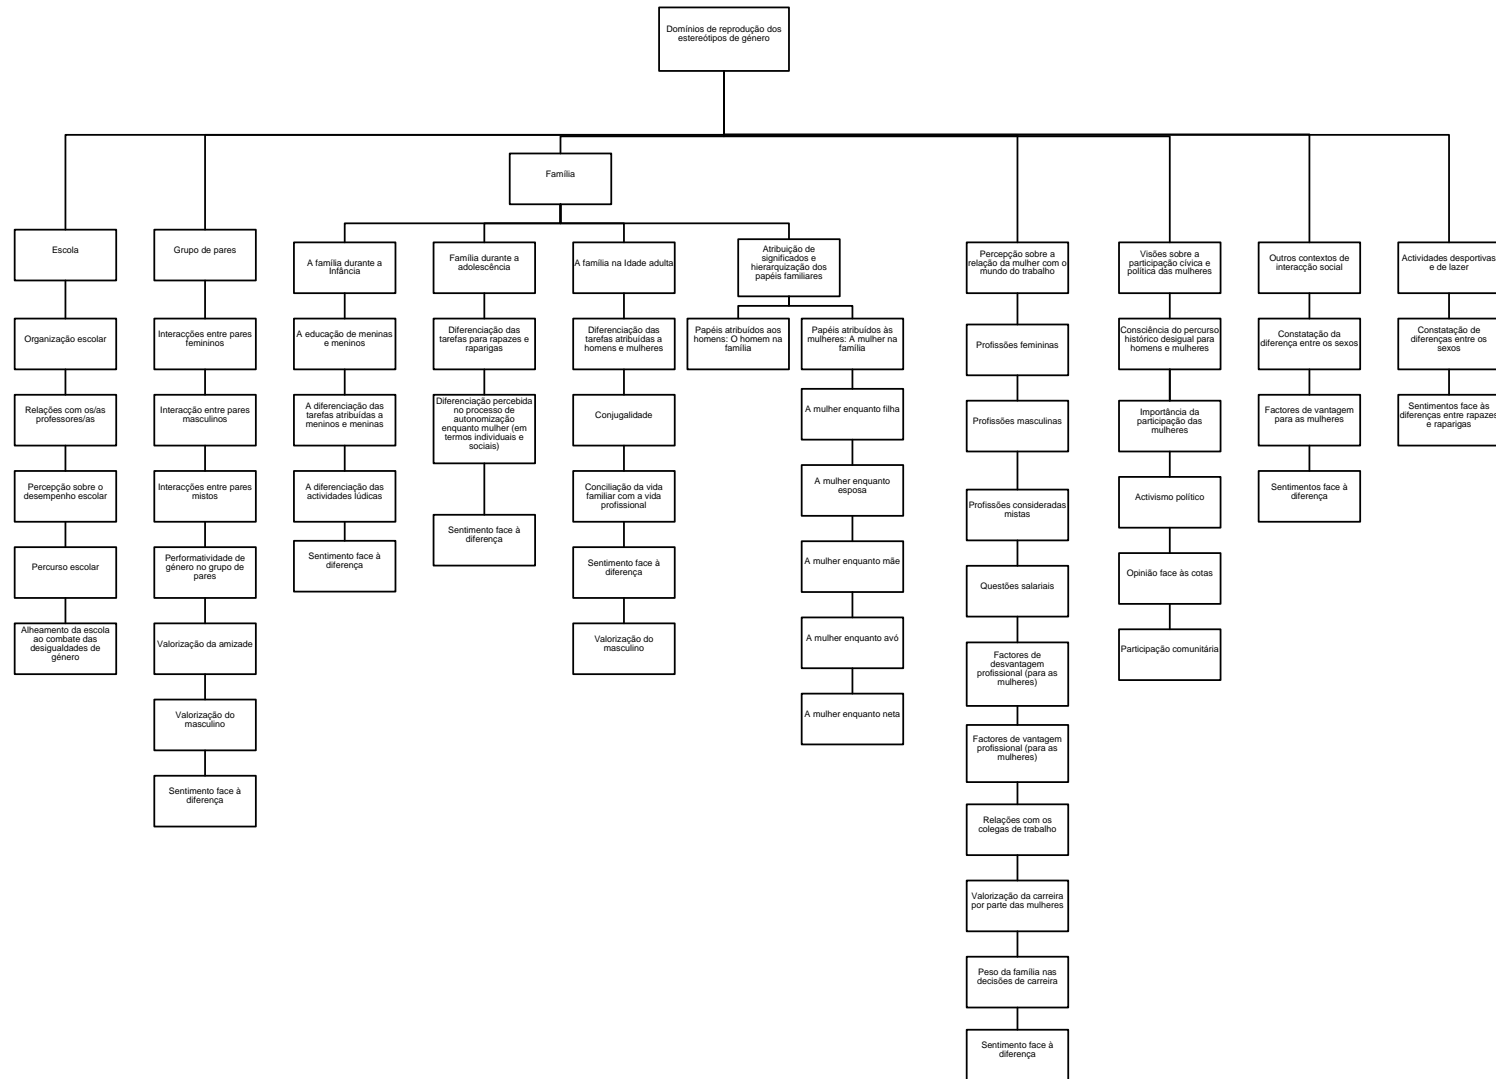 Domínios de reprodução dos
estereótipos de género
Família
Escola
Organização escolar
Relações com os/as
professores/as
Percepção sobre o
desempenho escolar
Percurso escolar
Alheamento da escola
ao combate das
desigualdades de
género
Grupo de pares
Interacções entre pares
femininos
Interacção entre pares
masculinos
Interacções entre pares
mistos
Performatividade de
género no grupo de
pares
Valorização da amizade
Valorização do
masculino
Sentimento face à
diferença
A família durante a
Infância
A educação de meninas
e meninos
A diferenciação das
tarefas atribuídas a
meninos e meninas
A diferenciação das
actividades lúdicas
Sentimento face à
diferença
Família durante a
adolescência
Diferenciação das
tarefas para rapazes e
raparigas
Diferenciação percebida
no processo de
autonomização
enquanto mulher (em
termos individuais e
sociais)
Sentimento face à
diferença
A família na Idade adulta
Diferenciação das
tarefas atribuídas a
homens e mulheres
Conjugalidade
Conciliação da vida
familiar com a vida
profissional
Sentimento face à
diferença
Valorização do
masculino
Atribuição de
significados e
hierarquização dos
papéis familiares
Papéis atribuídos aos
homens: O homem na
família
Papéis atribuídos às
mulheres: A mulher na
família
A mulher enquanto filha
A mulher enquanto
esposa
A mulher enquanto mãe
A mulher enquanto avó
A mulher enquanto neta
Percepção sobre a
relação da mulher com o
mundo do trabalho
Profissões femininas
Profissões masculinas
Profissões consideradas
mistas
Questões salariais
Factores de
desvantagem
profissional (para as
mulheres)
Factores de vantagem
profissional (para as
mulheres)
Relações com os
colegas de trabalho
Valorização da carreira
por parte das mulheres
Peso da família nas
decisões de carreira
Sentimento face à
diferença
Visões sobre a
participação cívica e
política das mulheres
Consciência do percurso
histórico desigual para
homens e mulheres
Importância da
participação das
mulheres
Activismo político
Opinião face às cotas
Participação comunitária
Outros contextos de
interacção social
Constatação da
diferença entre os sexos
Factores de vantagem
para as mulheres
Sentimentos face à
diferença
Actividades desportivas
e de lazer
Constatação de
diferenças entre os
sexos
Sentimentos face às
diferenças entre rapazes
e raparigas